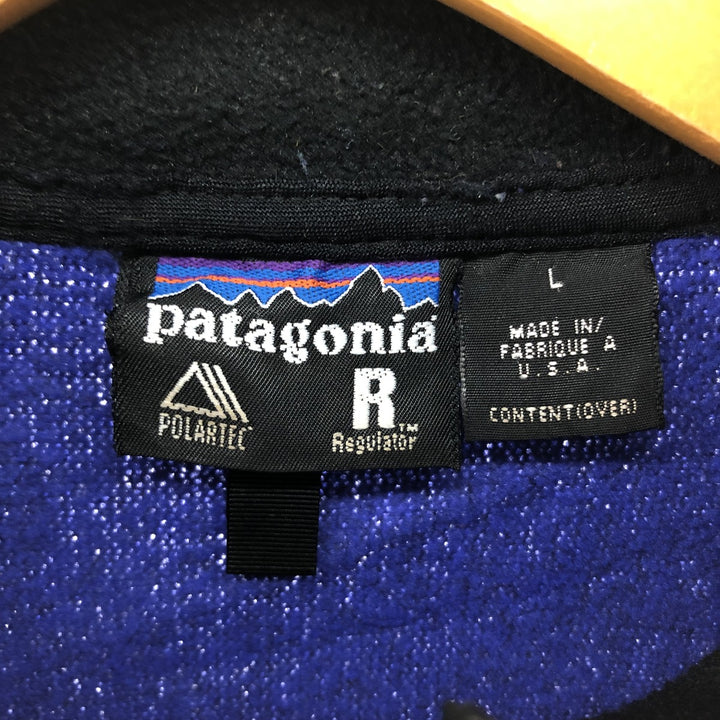 patagonia
POLARTEC
R
Regulator™
L
MADE IN/
FABRIQUE A
U.S.A.
CONTENT(OVER)